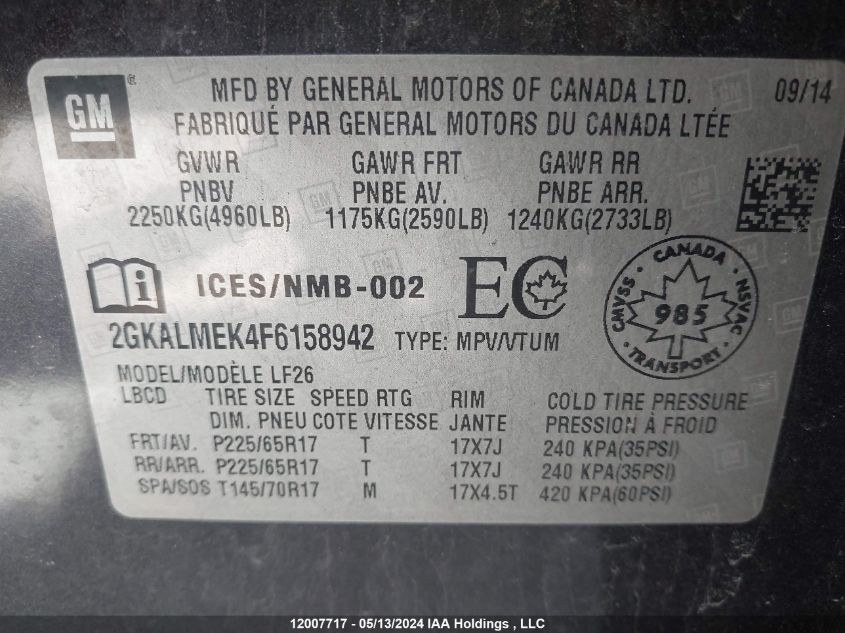 GM ®
MFD BY GENERAL MOTORS OF CANADA LTD. 09/14
FABRIQUÉ PAR GENERAL MOTORS DU CANADA LTÉE
GVWR GAWR FRT GAWR RR
PNBV PNBE AV. PNBE ARR.
2250KG(4960LB) 1175KG(2590LB) 1240KG(2733LB)
i ICES/NMB-002 EC
CANADA
CMVSS 985 NSVAC
TRANSPORT
2GKALMEK4F6158942 TYPE: MPV/VTUM
MODEL/MODÈLE LF26
LBCD TIRE SIZE SPEED RTG RIM COLD TIRE PRESSURE
DIM. PNEU COTE VITESSE JANTE PRESSION À FROID
FRT/AV. P225/65R17 T 17X7J 240 KPA(35PSI)
RR/ARR. P225/65R17 T 17X7J 240 KPA(35PSI)
SPA/SOS T145/70R17 M 17X4.5T 420 KPA(60PSI)
12007717 - 05/13/2024 IAA Holdings , LLC